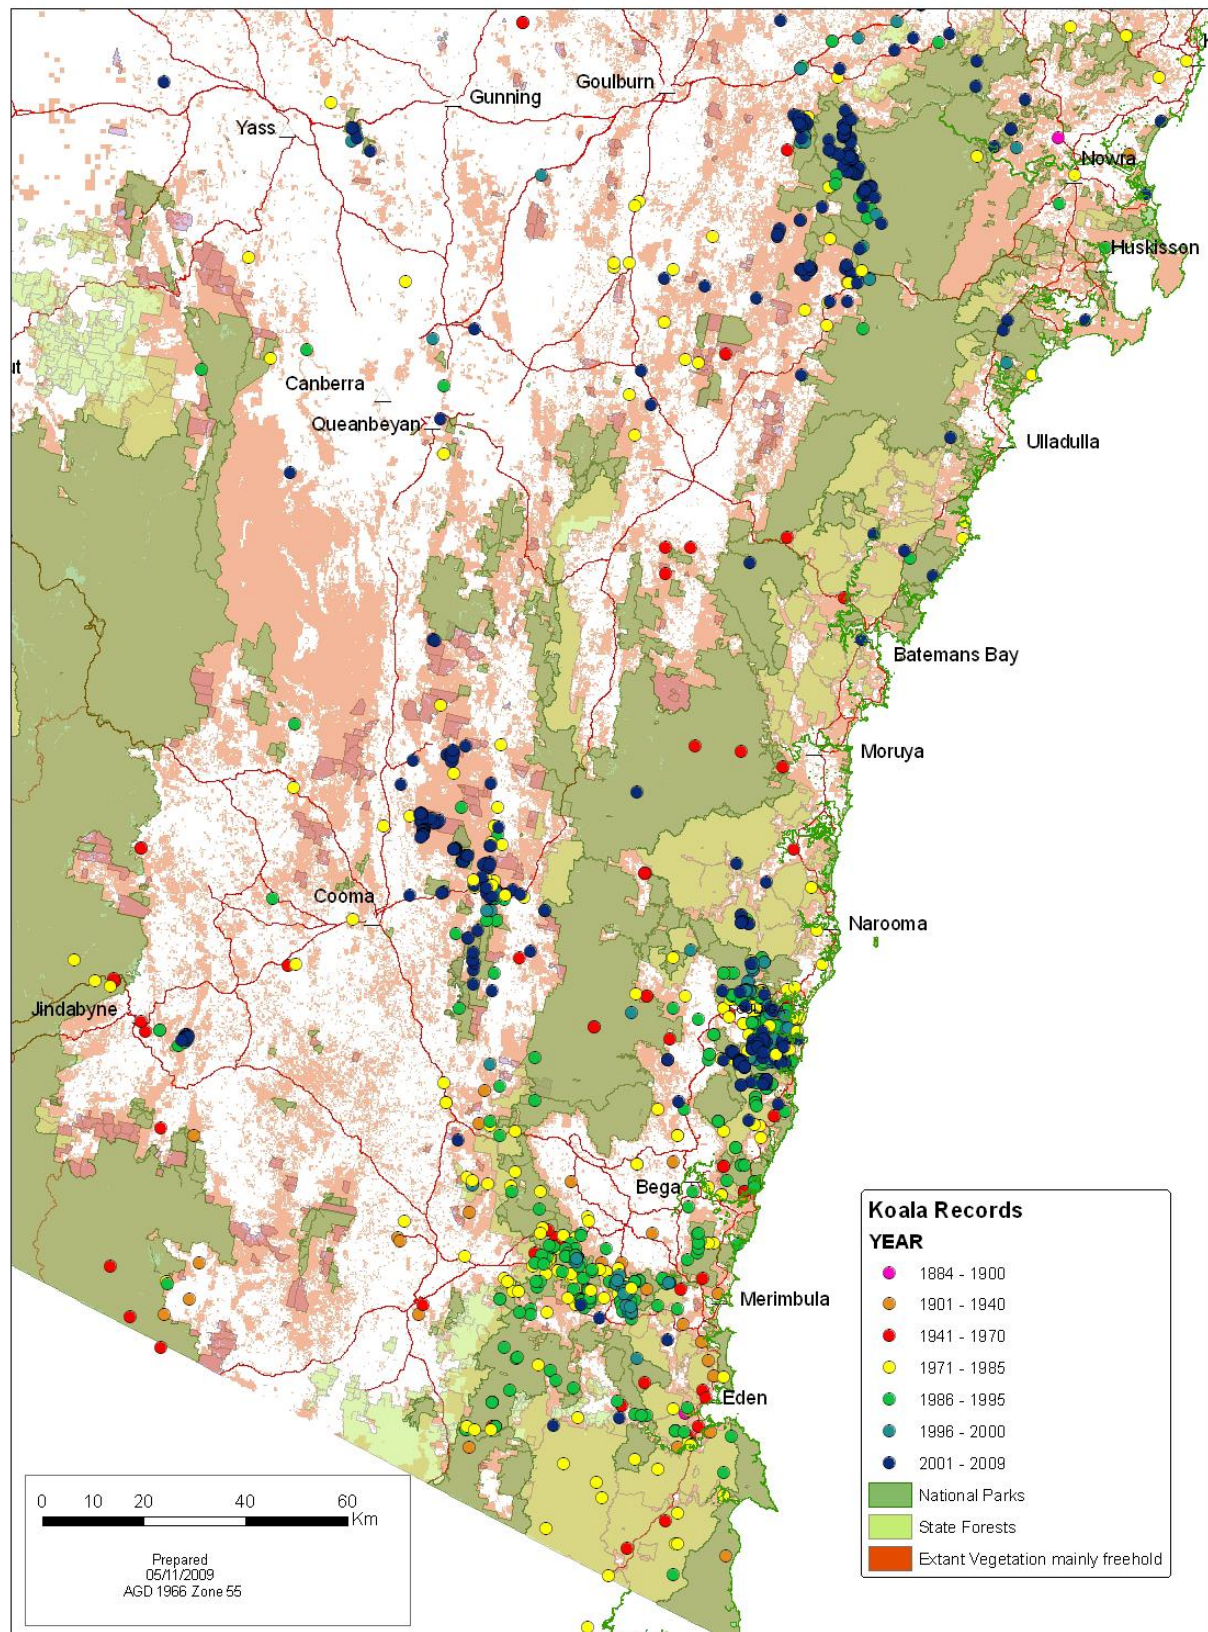 Goulburn
Gunning
Yass
Nowra
Huskisson
ut
Canberra
Queanbeyan
Ulladulla
Batemans Bay
Moruya
Cooma
Narooma
Jindabyne
Bega
Merimbula
Eden
Koala Records
YEAR
1884 - 1900
1901 - 1940
1941 - 1970
1971 - 1985
1986 - 1995
1996 - 2000
2001 - 2009
National Parks
State Forests
Extant Vegetation mainly freehold
0 10 20 40 60
Km
Prepared
05/11/2009
AGD 1966 Zone 55